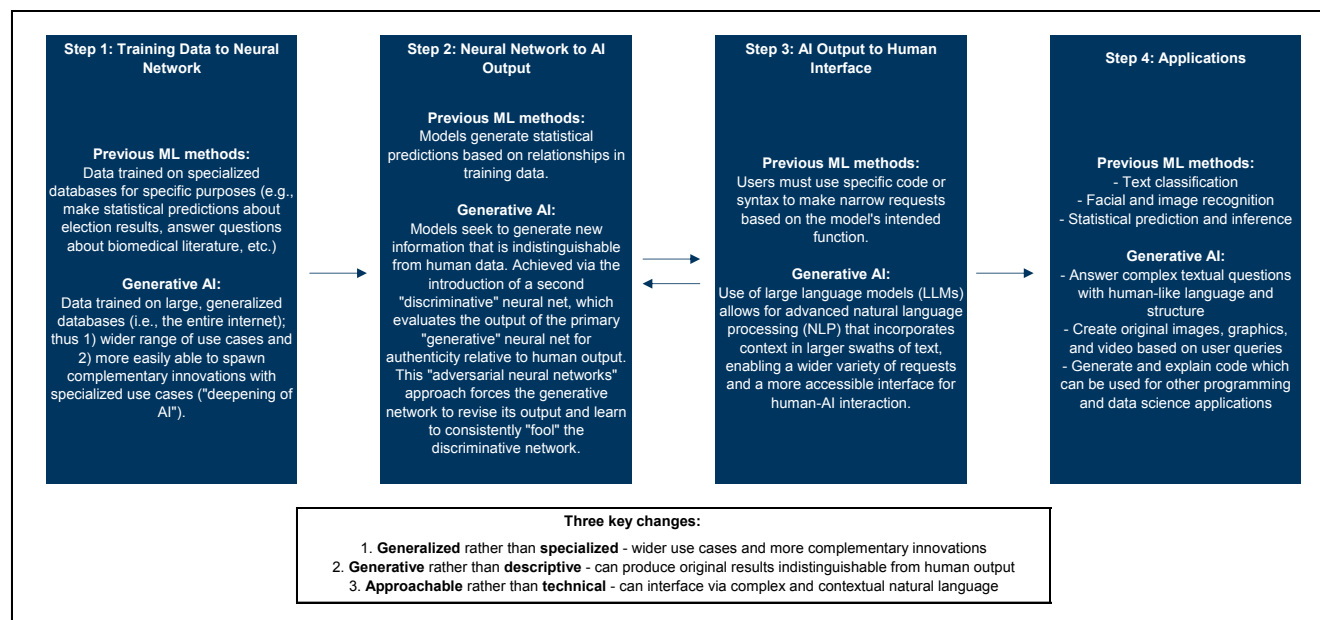 Step 1: Training Data to Neural
Network
Previous ML methods:
Data trained on specialized
databases for specific purposes (e.g.,
make statistical predictions about
election results, answer questions
about biomedical literature, etc.)
Generative AI:
Data trained on large, generalized
databases (i.e., the entire internet);
thus 1) wider range of use cases and
2) more easily able to spawn
complementary innovations with
specialized use cases ("deepening of
AI").
Step 2: Neural Network to AI
Output
Previous ML methods:
Models generate statistical
predictions based on relationships in
training data.
Generative AI:
Models seek to generate new
information that is indistinguishable
from human data. Achieved via the
introduction of a second
"discriminative" neural net, which
evaluates the output of the primary
"generative" neural net for
authenticity relative to human output.
This "adversarial neural networks"
approach forces the generative
network to revise its output and learn
to consistently "fool" the
discriminative network.
Step 3: AI Output to Human
Interface
Previous ML methods:
Users must use specific code or
syntax to make narrow requests
based on the model's intended
function.
Generative AI:
Use of large language models (LLMs)
allows for advanced natural language
processing (NLP) that incorporates
context in larger swaths of text,
enabling a wider variety of requests
and a more accessible interface for
human-AI interaction.
Step 4: Applications
Previous ML methods:
- Text classification
- Facial and image recognition
- Statistical prediction and inference
Generative AI:
- Answer complex textual questions
with human-like language and
structure
- Create original images, graphics,
and video based on user queries
- Generate and explain code which
can be used for other programming
and data science applications
Three key changes:
1. Generalized rather than specialized - wider use cases and more complementary innovations
2. Generative rather than descriptive - can produce original results indistinguishable from human output
3. Approachable rather than technical - can interface via complex and contextual natural language